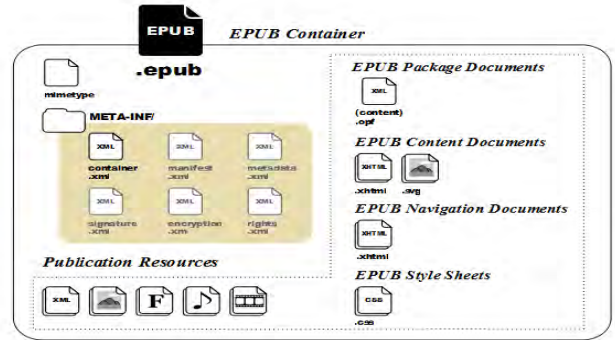 EPUB
EPUB Container
.epub
mimetype
META-INF/
XML
XML
XML
container
.xml
manifest
.xml
metadata
.xml
XML
XML
XML
signature
.xml
encryption
.xm
rights
.xml
Publication Resources
XML
F
EPUB Package Documents
XML
(content)
.opf
EPUB Content Documents
XHTML
.xhtml
.svg
EPUB Navigation Documents
XHTML
.xhtml
EPUB Style Sheets
CSS
.css